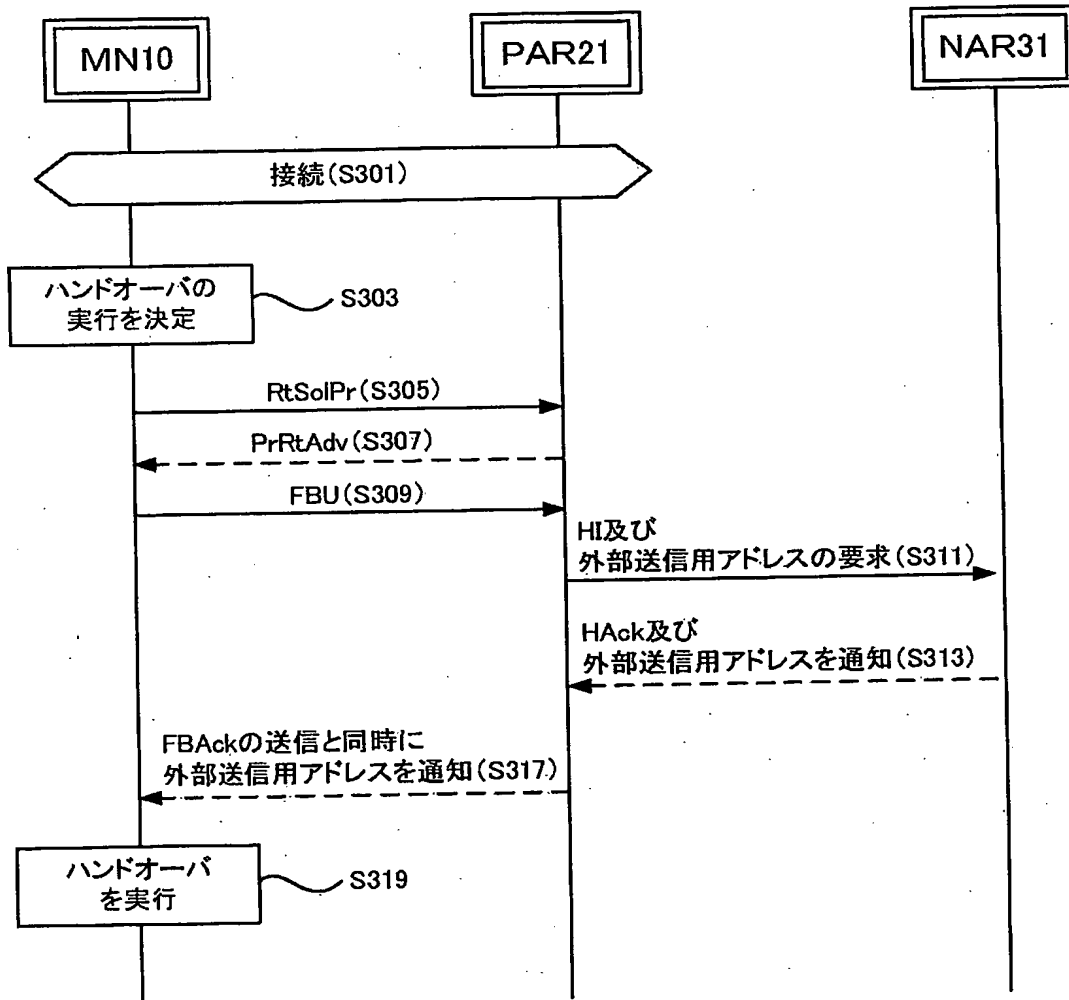 MN10
PAR21
NAR31
接続(S301)
ハンドオーバの
実行を決定
S303
RtSolPr(S305)
PrRtAdv(S307)
FBU(S309)
HI及び
外部送信用アドレスの要求(S311)
HAck及び
外部送信用アドレスを通知(S313)
FBAckの送信と同時に
外部送信用アドレスを通知(S317)
ハンドオーバ
を実行
S319